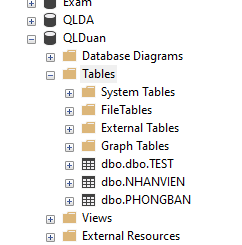 Exam
QLDA
QLDuan
Database Diagrams
Tables
System Tables
FileTables
External Tables
Graph Tables
dbo.dbo.TEST
dbo.NHANVIEN
dbo.PHONGBAN
Views
External Resources